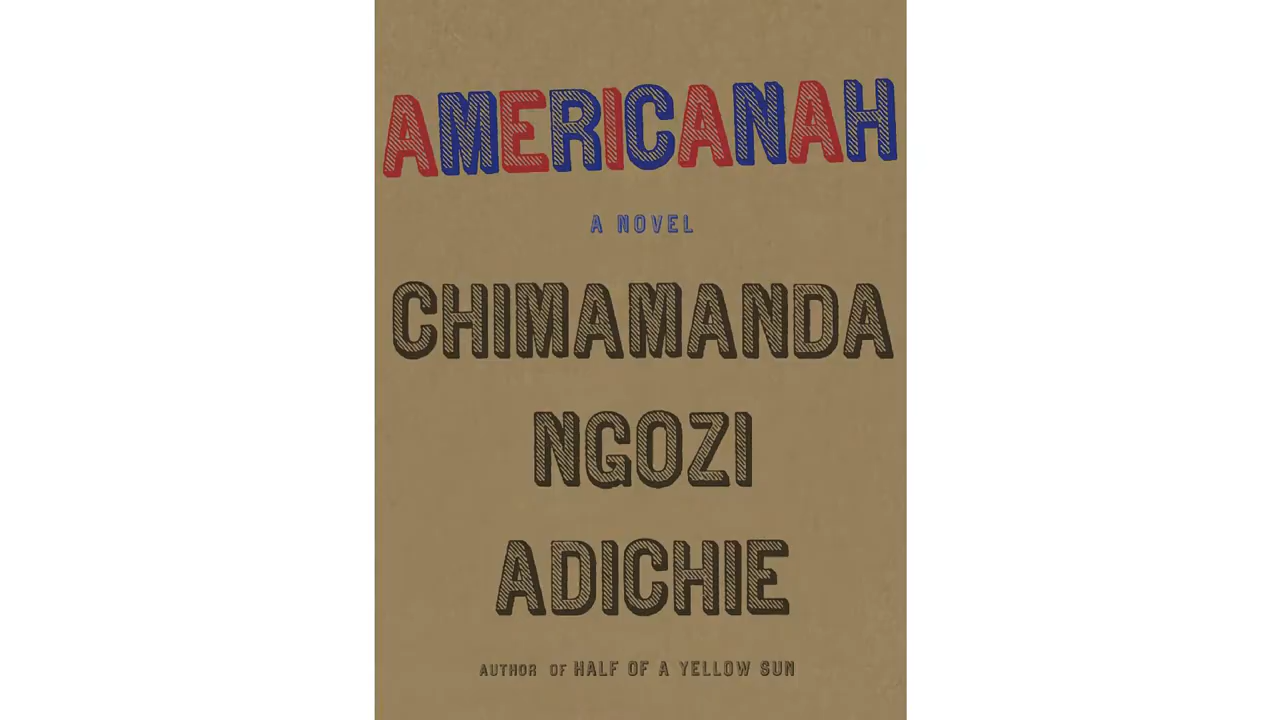 AMERICANAH
A NOVEL
CHIMAMANDA
NGOZI
ADICHIE
AUTHOR OF HALF OF A YELLOW SUN